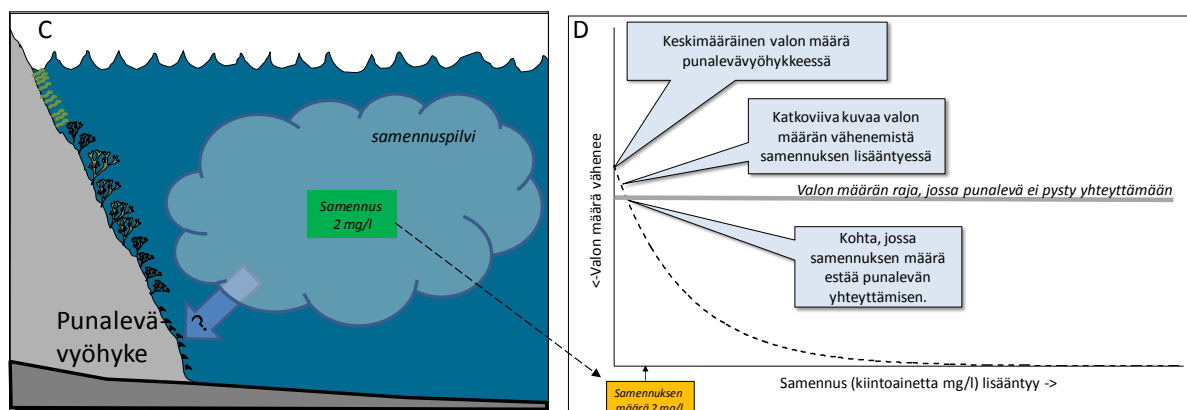 C
samennuspilvi
Samennus
2 mg/l
?
Punalevä-
vyöhyke
D
Keskimääräinen valon määrä
punalevävyöhykkeessä
Katkoviiva kuvaa valon
määrän vähenemistä
samennuksen lisääntyessä
Valon määrän raja, jossa punalevä ei pysty yhteyttämään
Kohta, jossa
samennuksen määrä
estää punalevän
yhteyttämisen.
<-Valon määrä vähenee
Samennus (kiintoainetta mg/l) lisääntyy ->
Samennuksen
määrä 2 mg/l